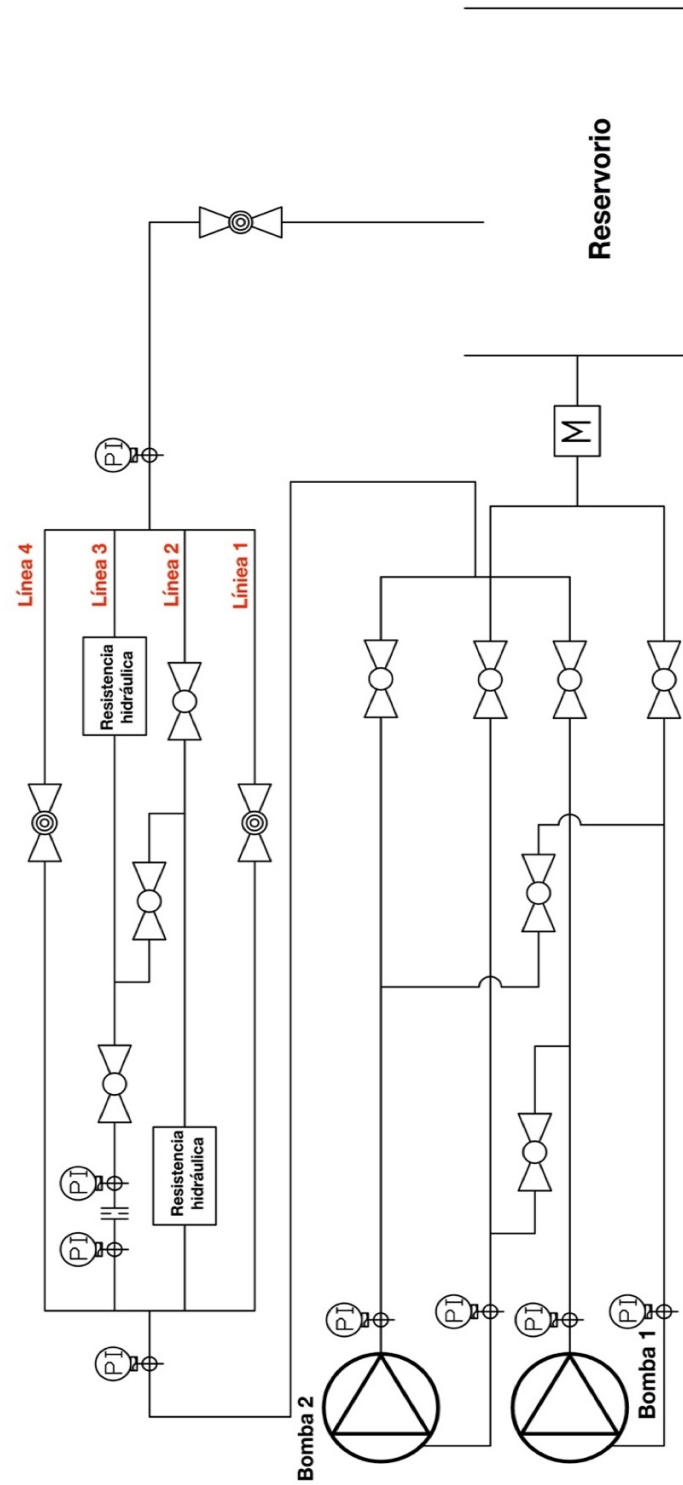 Línea 4
Línea 3
Línea 2
Líniea 1
Resistencia
hidráulica
Resistencia
hidráulica
PI
PI
PI
PI
Reservorio
M
Bomba 2
PI
PI
PI
PI
Bomba 1